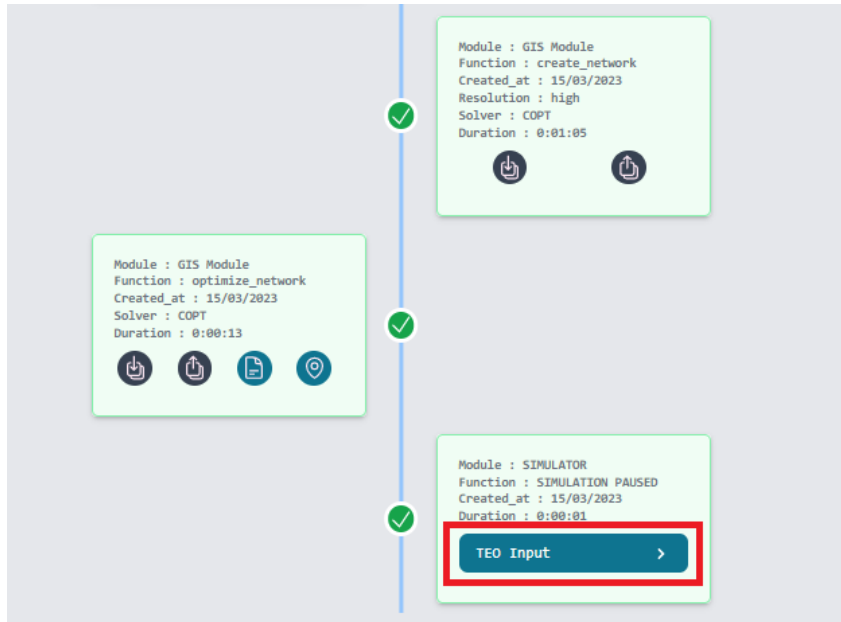 Module : GIS Module
Function : create_network
Created_at : 15/03/2023
Resolution : high
Solver : COPT
Duration : 0:01:05
Module : GIS Module
Function : optimize_network
Created_at : 15/03/2023
Solver : COPT
Duration : 0:00:13
Module : SIMULATOR
Function : SIMULATION PAUSED
Created_at : 15/03/2023
Duration : 0:00:01
TEO Input